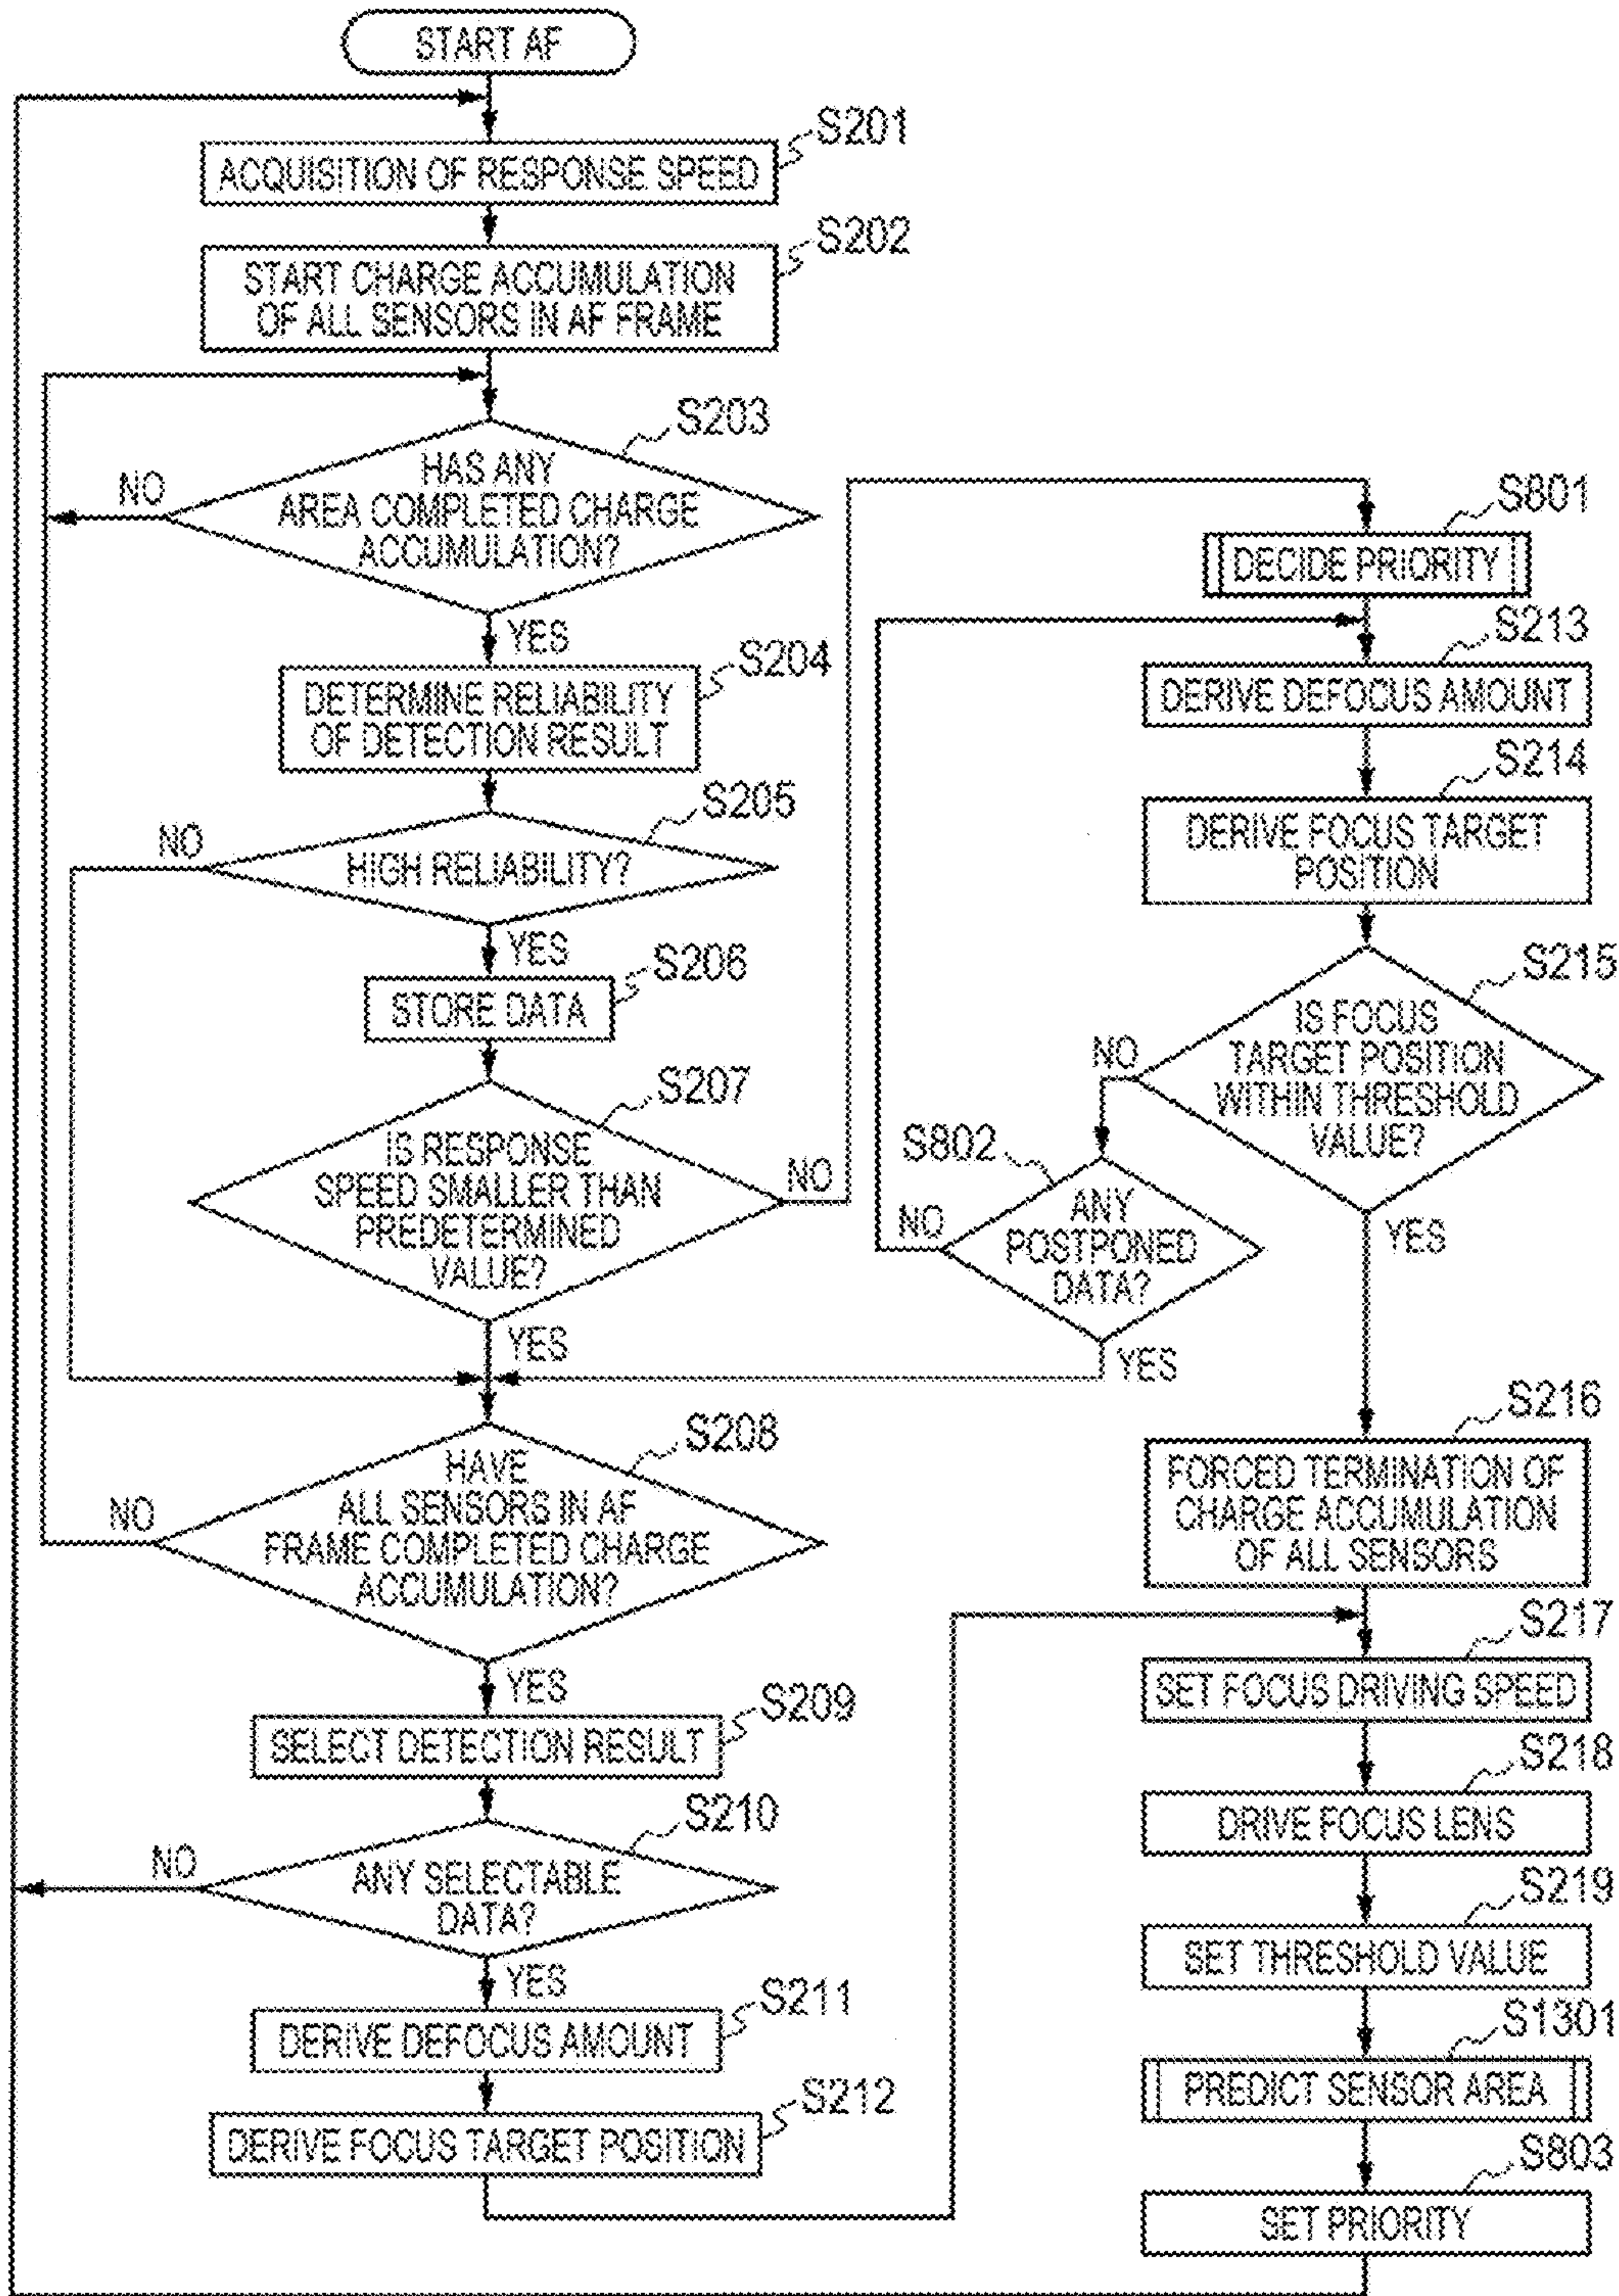 START AF
S201
ACQUISITION OF RESPONSE SPEED
S202
START CHARGE ACCUMULATION
OF ALL SENSORS IN AF FRAME
S203
HAS ANY
AREA COMPLETED CHARGE
ACCUMULATION?
NO
YES
S204
DETERMINE RELIABILITY
OF DETECTION RESULT
S205
HIGH RELIABILITY?
NO
YES
S206
STORE DATA
S207
IS RESPONSE
SPEED SMALLER THAN
PREDETERMINED
VALUE?
NO
YES
S208
HAVE
ALL SENSORS IN AF
FRAME COMPLETED CHARGE
ACCUMULATION?
NO
YES
S209
SELECT DETECTION RESULT
S210
ANY SELECTABLE
DATA?
NO
YES
S211
DERIVE DEFOCUS AMOUNT
S212
DERIVE FOCUS TARGET POSITION
S801
DECIDE PRIORITY
S213
DERIVE DEFOCUS AMOUNT
S214
DERIVE FOCUS TARGET
POSITION
S215
IS FOCUS
TARGET POSITION
WITHIN THRESHOLD
VALUE?
NO
YES
S802
ANY
POSTPONED
DATA?
NO
YES
S216
FORCED TERMINATION OF
CHARGE ACCUMULATION
OF ALL SENSORS
S217
SET FOCUS DRIVING SPEED
S218
DRIVE FOCUS LENS
S219
SET THRESHOLD VALUE
S1301
PREDICT SENSOR AREA
S803
SET PRIORITY